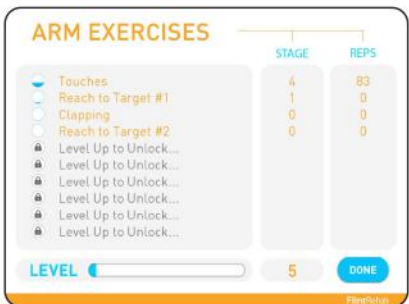 ARM EXERCISES
STAGE REPS
Touches 4 83
Reach to Target #1 1 0
Clapping 0 0
Reach to Target #2 0 0
Level Up to Unlock...
Level Up to Unlock...
Level Up to Unlock...
Level Up to Unlock...
Level Up to Unlock...
Level Up to Unlock...
LEVEL 5 DONE
FlintRehab